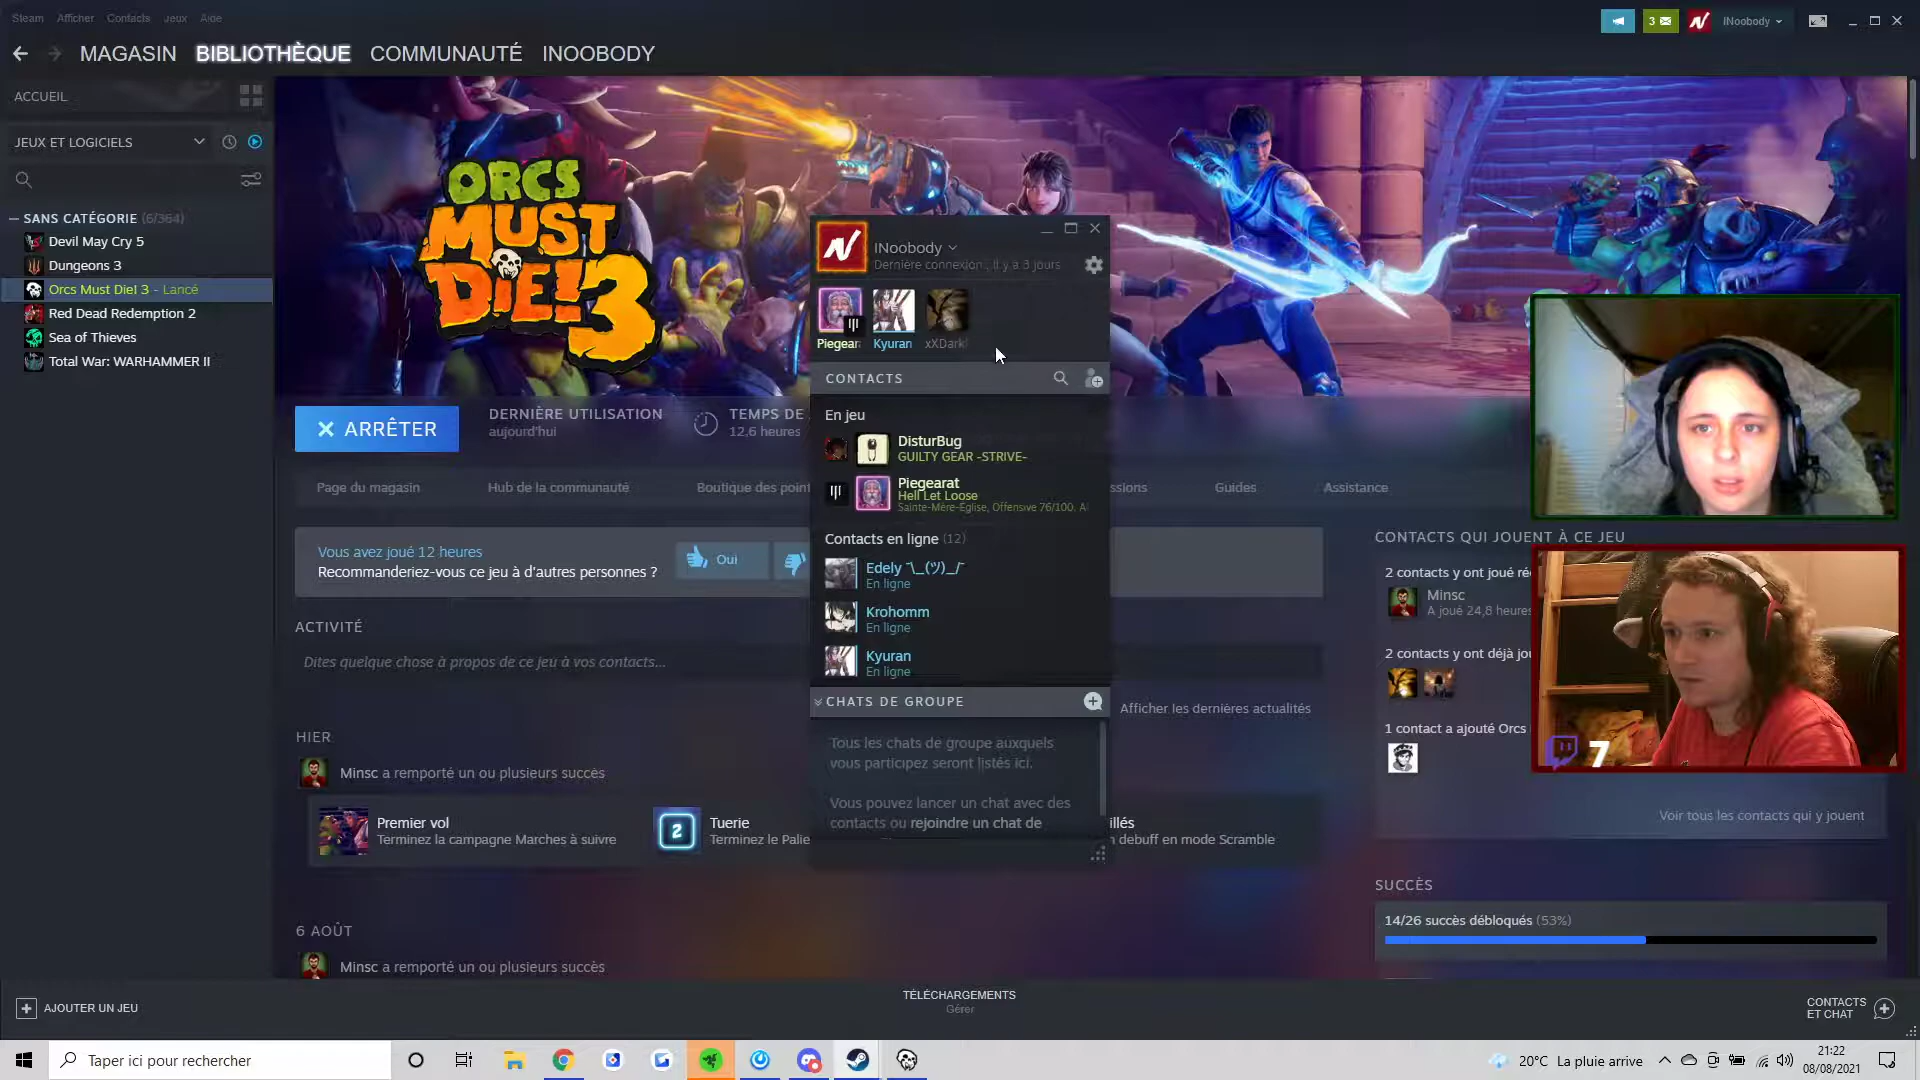 Steam Afficher Contacts Jeux Aide
3
INoobody
MAGASIN BIBLIOTHÈQUE COMMUNAUTÉ INOOBODY
ACCUEIL
JEUX ET LOGICIELS
SANS CATÉGORIE (6/364)
Devil May Cry 5
Dungeons 3
Orcs Must Die! 3 - Lancé
Red Dead Redemption 2
Sea of Thieves
Total War: WARHAMMER II
ORCS
MUST
DIE! 3
ARRÊTER
DERNIÈRE UTILISATION
aujourd'hui
TEMPS DE
12,6 heures
Page du magasin
Hub de la communauté
Boutique des point
ssions
Guides
Assistance
Vous avez joué 12 heures
Recommanderiez-vous ce jeu à d'autres personnes ?
Oui
ACTIVITÉ
Dites quelque chose à propos de ce jeu à vos contacts...
Afficher les dernières actualités
HIER
Minsc a remporté un ou plusieurs succès
Premier vol
Terminez la campagne Marches à suivre
2
Tuerie
Terminez le Palie
illés
n debuff en mode Scramble
6 AOÛT
Minsc a remporté un ou plusieurs succès
INoobody
Dernière connexion : Il y a 3 jours
Piegear
Kyuran
xXDark
CONTACTS
En jeu
DisturBug
GUILTY GEAR -STRIVE-
Piegearat
Hell Let Loose
Sainte-Mère-Église, Offensive 76/100. A
Contacts en ligne (12)
Edely ¯\_(ツ)_/¯
En ligne
Krohomm
En ligne
Kyuran
En ligne
CHATS DE GROUPE
Tous les chats de groupe auxquels
vous participez seront listés ici.
Vous pouvez lancer un chat avec des
contacts ou rejoindre un chat de
CONTACTS QUI JOUENT À CE JEU
2 contacts y ont joué ré
Minsc
A joué 24,8 heures
2 contacts y ont déjà jou
1 contact a ajouté Orcs
7
Voir tous les contacts qui y jouent
SUCCÈS
14/26 succès débloqués (53%)
AJOUTER UN JEU
TÉLÉCHARGEMENTS
Gérer
CONTACTS
ET CHAT
Taper ici pour rechercher
20°C La pluie arrive
21:22
08/08/2021